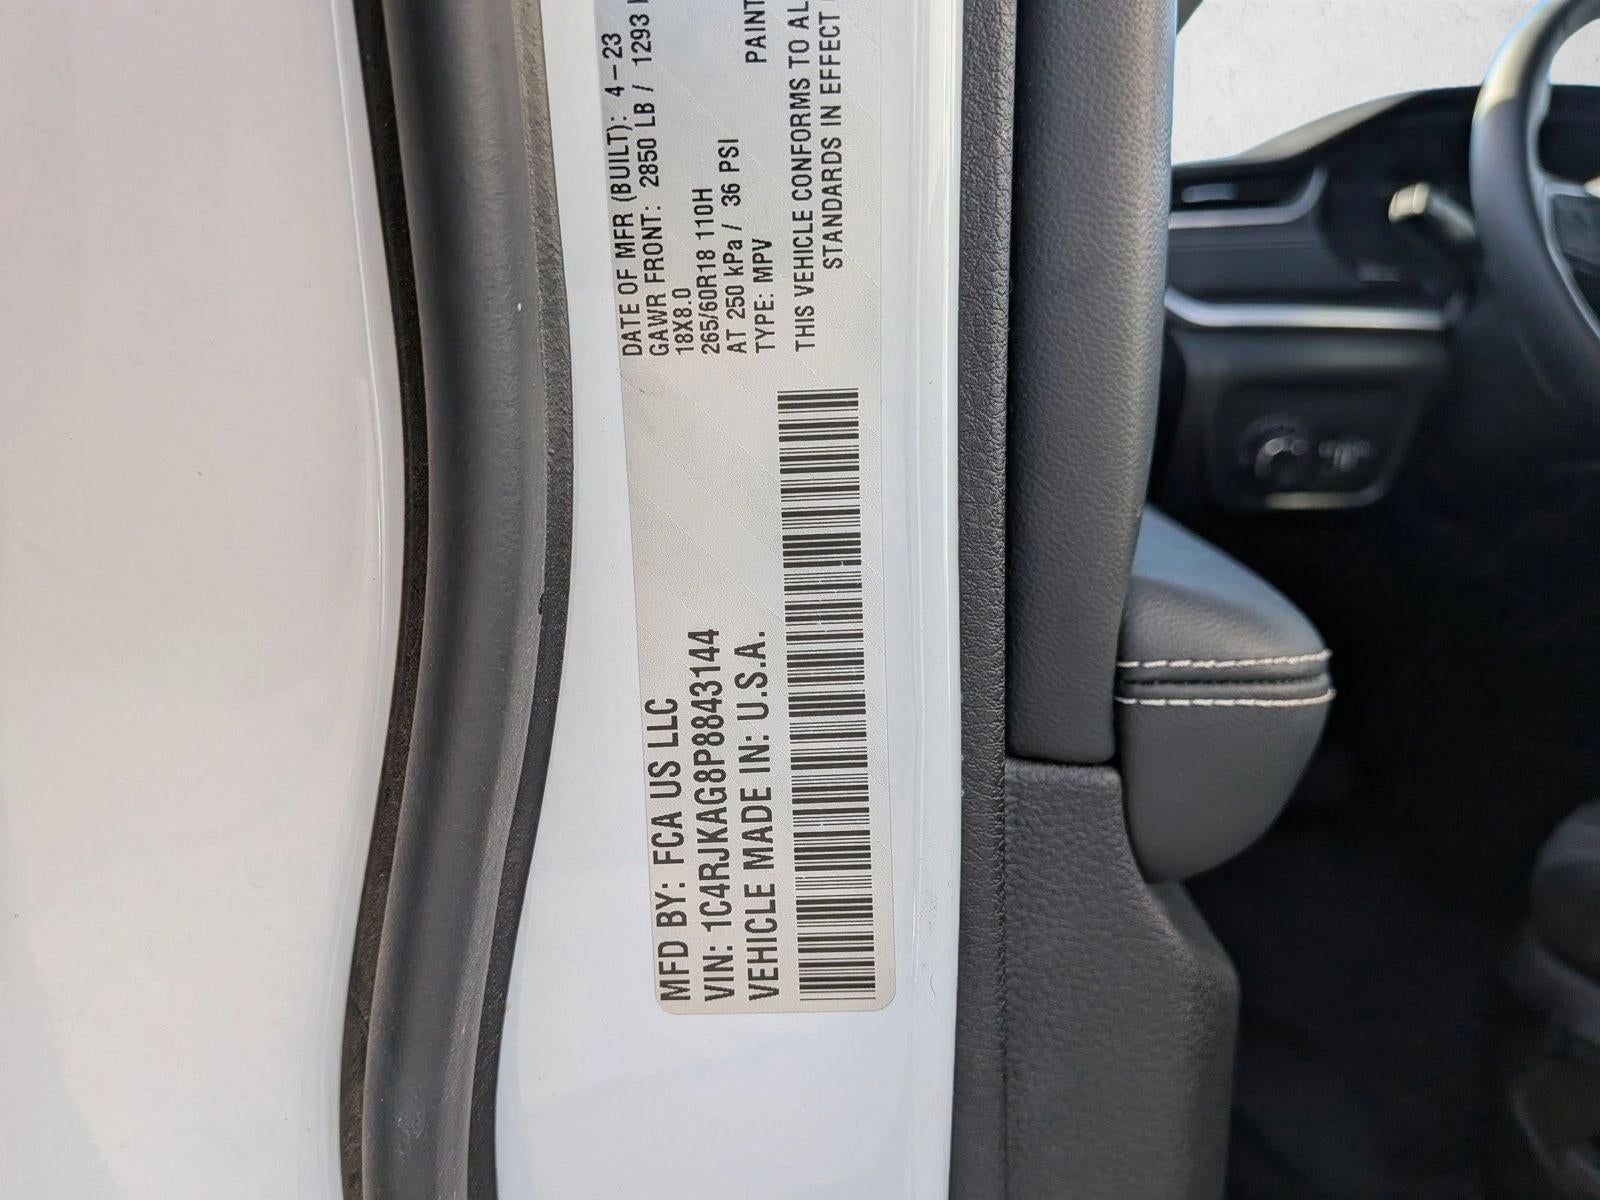 MFD BY: FCA US LLC
VIN: 1C4RJKAG8P8843144
VEHICLE MADE IN: U.S.A.
DATE OF MFR (BUILT): 4-23
GAWR FRONT: 2850 LB / 1293
18X8.0
265/60R18 110H
AT 250 kPa / 36 PSI
TYPE: MPV
PAINT
THIS VEHICLE CONFORMS TO AL
STANDARDS IN EFFECT